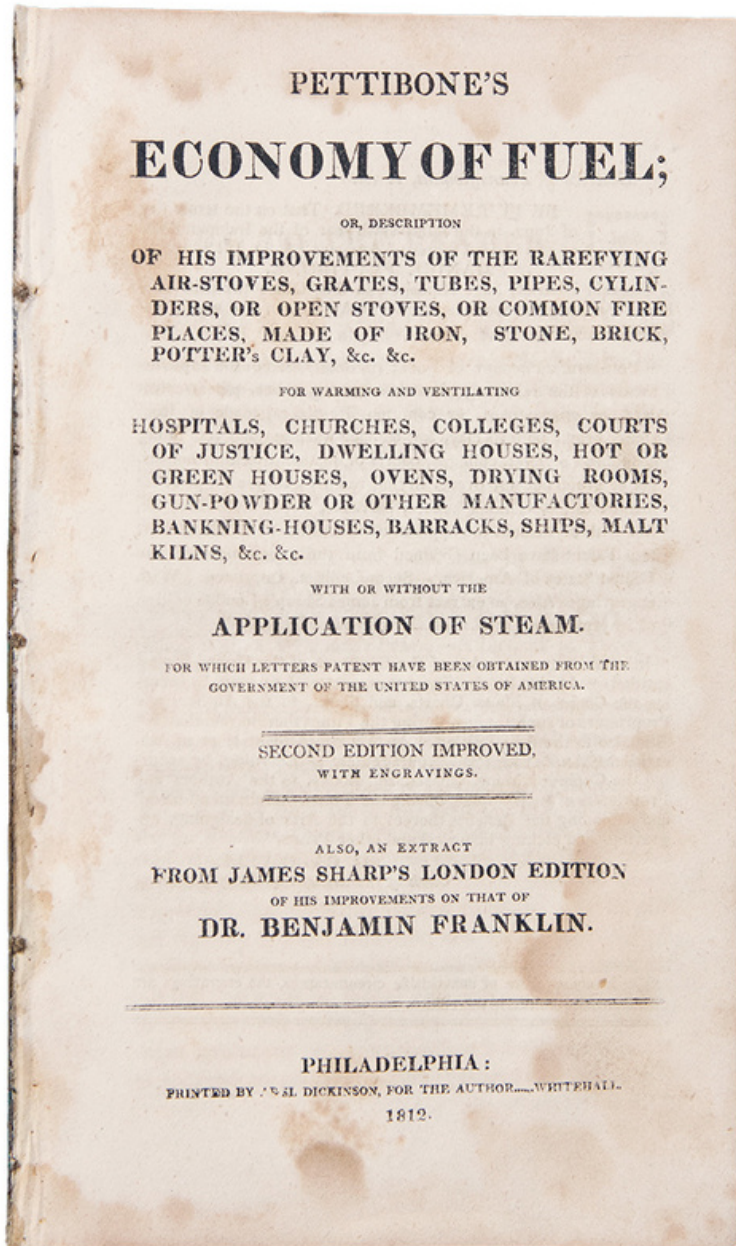 PETTIBONE'S
ECONOMY OF FUEL;
OR, DESCRIPTION
OF HIS IMPROVEMENTS OF THE RAREFYING
AIR-STOVES, GRATES, TUBES, PIPES, CYLIN-
DERS, OR OPEN STOVES, OR COMMON FIRE
PLACES, MADE OF IRON, STONE, BRICK,
POTTER's CLAY, &c. &c.
FOR WARMING AND VENTILATING
HOSPITALS, CHURCHES, COLLEGES, COURTS
OF JUSTICE, DWELLING HOUSES, HOT OR
GREEN HOUSES, OVENS, DRYING ROOMS,
GUN-POWDER OR OTHER MANUFACTORIES,
BANKNING-HOUSES, BARRACKS, SHIPS, MALT
KILNS, &c. &c.
WITH OR WITHOUT THE
APPLICATION OF STEAM.
FOR WHICH LETTERS PATENT HAVE BEEN OBTAINED FROM THE
GOVERNMENT OF THE UNITED STATES OF AMERICA.
SECOND EDITION IMPROVED,
WITH ENGRAVINGS.
ALSO, AN EXTRACT
FROM JAMES SHARP'S LONDON EDITION
OF HIS IMPROVEMENTS ON THAT OF
DR. BENJAMIN FRANKLIN.
PHILADELPHIA:
PRINTED BY DICKINSON, FOR THE AUTHOR.....WHITEHALL.
1812.